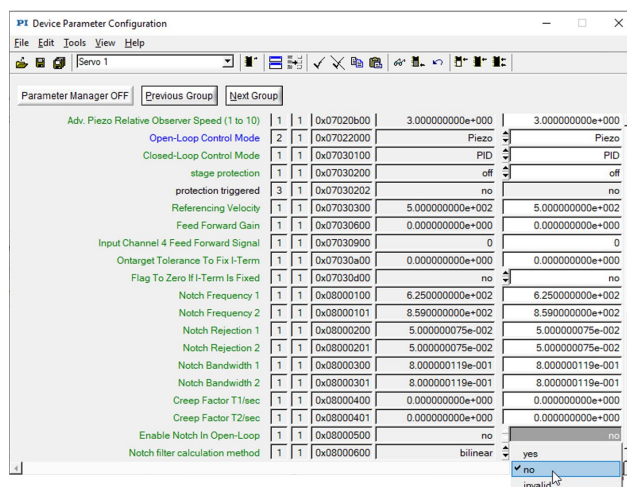 PI Device Parameter Configuration
File Edit Tools View Help
Servo 1
Parameter Manager OFF Previous Group Next Group
Adv. Piezo Relative Observer Speed (1 to 10) 1 1 0x07020b00 3.000000000e+000 3.000000000e+000
Open-Loop Control Mode 2 1 0x07022000 Piezo Piezo
Closed-Loop Control Mode 1 1 0x07030100 PID PID
stage protection 1 1 0x07030200 off off
protection triggered 3 1 0x07030202 no no
Referencing Velocity 1 1 0x07030300 5.000000000e+002 5.000000000e+002
Feed Forward Gain 1 1 0x07030600 0.000000000e+000 0.000000000e+000
Input Channel 4 Feed Forward Signal 1 1 0x07030900 0 0
Ontarget Tolerance To Fix I-Term 1 1 0x07030a00 0.000000000e+000 0.000000000e+000
Flag To Zero If I-Term Is Fixed 1 1 0x07030d00 no no
Notch Frequency 1 1 1 0x08000100 6.250000000e+002 6.250000000e+002
Notch Frequency 2 1 1 0x08000101 8.590000000e+002 8.590000000e+002
Notch Rejection 1 1 1 0x08000200 5.000000075e-002 5.000000075e-002
Notch Rejection 2 1 1 0x08000201 5.000000075e-002 5.000000075e-002
Notch Bandwidth 1 1 1 0x08000300 8.000000119e-001 8.000000119e-001
Notch Bandwidth 2 1 1 0x08000301 8.000000119e-001 8.000000119e-001
Creep Factor T1/sec 1 1 0x08000400 0.000000000e+000 0.000000000e+000
Creep Factor T2/sec 1 1 0x08000401 0.000000000e+000 0.000000000e+000
Enable Notch In Open-Loop 1 1 0x08000500 no no
Notch filter calculation method 1 1 0x08000600 bilinear yes
no
invalid